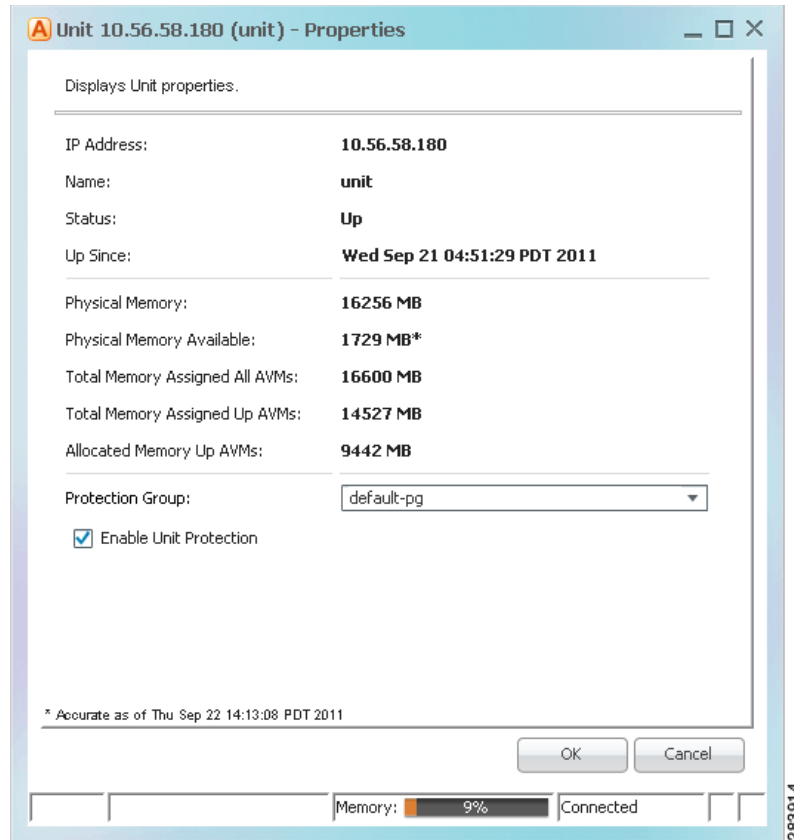 A Unit 10.56.58.180 (unit) - Properties
Displays Unit properties.
IP Address: 10.56.58.180
Name: unit
Status: Up
Up Since: Wed Sep 21 04:51:29 PDT 2011
Physical Memory: 16256 MB
Physical Memory Available: 1729 MB*
Total Memory Assigned All AVMs: 16600 MB
Total Memory Assigned Up AVMs: 14527 MB
Allocated Memory Up AVMs: 9442 MB
Protection Group: default-pg
Enable Unit Protection
* Accurate as of Thu Sep 22 14:13:08 PDT 2011
OK Cancel
Memory: 9% Connected